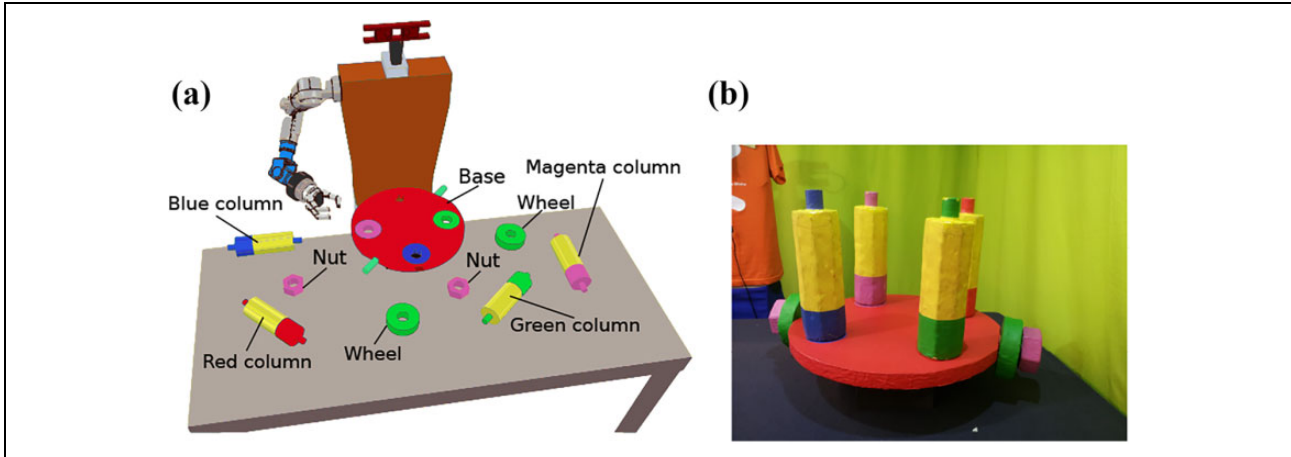 (a)
(b)
Base
Magenta column
Wheel
Blue column
Nut
Nut
Green column
Red column
Wheel